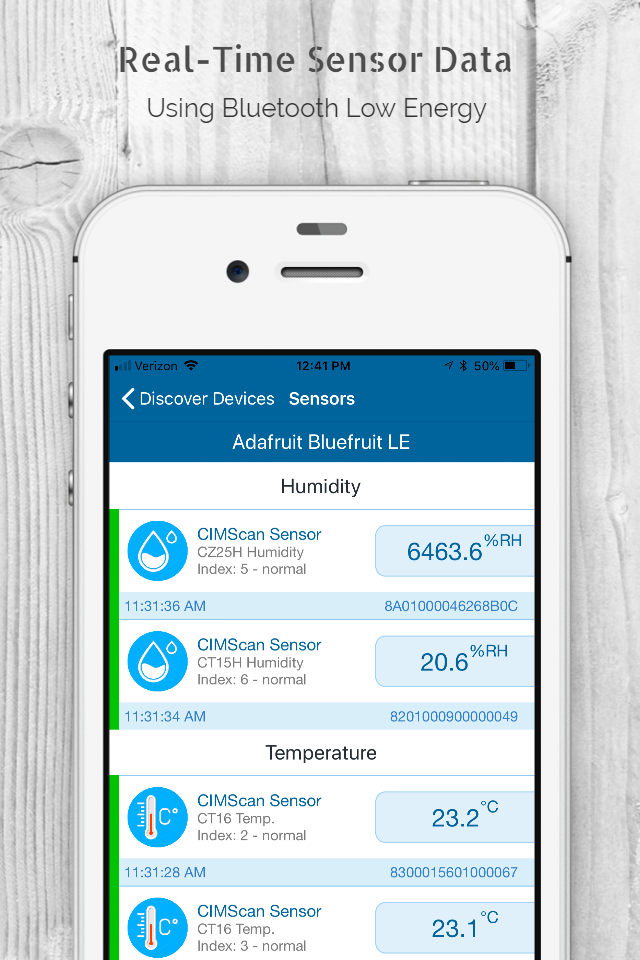 Real-Time Sensor Data
Using Bluetooth Low Energy
Verizon 12:41 PM 50%
Discover Devices Sensors
Adafruit Bluefruit LE
Humidity
CIMScan Sensor
CZ25H Humidity
Index: 5 - normal
6463.6 %RH
11:31:36 AM 8A01000046268B0C
CIMScan Sensor
CT15H Humidity
Index: 6 - normal
20.6 %RH
11:31:34 AM 8201000900000049
Temperature
C°
CIMScan Sensor
CT16 Temp.
Index: 2 - normal
23.2 °C
11:31:28 AM 8300015601000067
C°
CIMScan Sensor
CT16 Temp.
Index: 3 - normal
23.1 °C